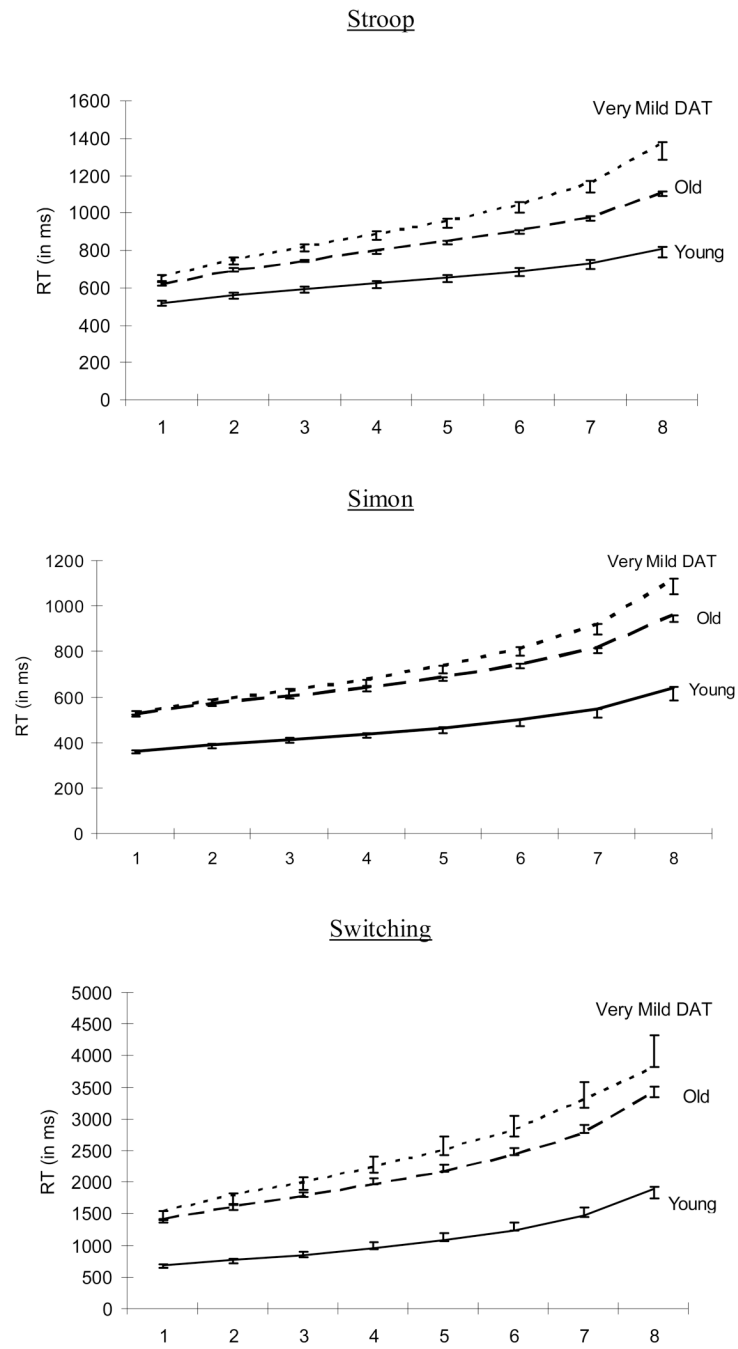 Stroop
1600
1400
1200
1000
800
600
400
200
0
RT (in ms)
Very Mild DAT
Old
Young
1 2 3 4 5 6 7 8
Simon
1200
1000
800
600
400
200
0
RT (in ms)
Very Mild DAT
Old
Young
1 2 3 4 5 6 7 8
Switching
5000
4500
4000
3500
3000
2500
2000
1500
1000
500
0
RT (in ms)
Very Mild DAT
Old
Young
1 2 3 4 5 6 7 8